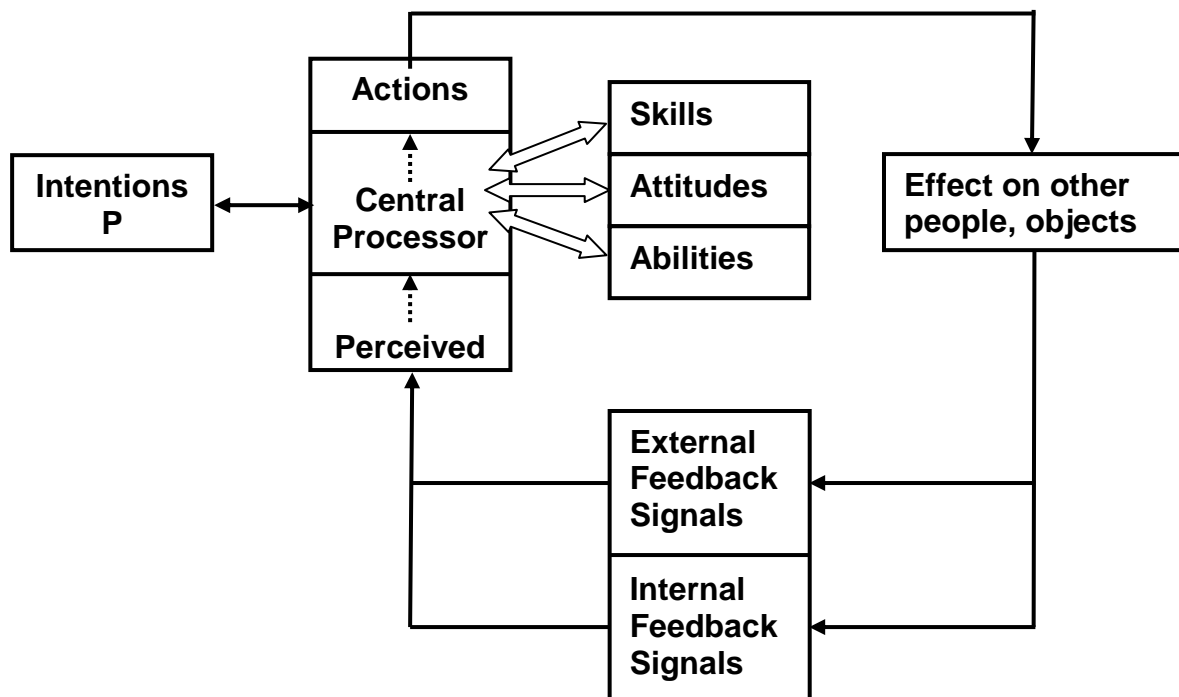 Actions
Skills
Intentions
P
Central
Processor
Attitudes
Effect on other
people, objects
Abilities
Perceived
External
Feedback
Signals
Internal
Feedback
Signals